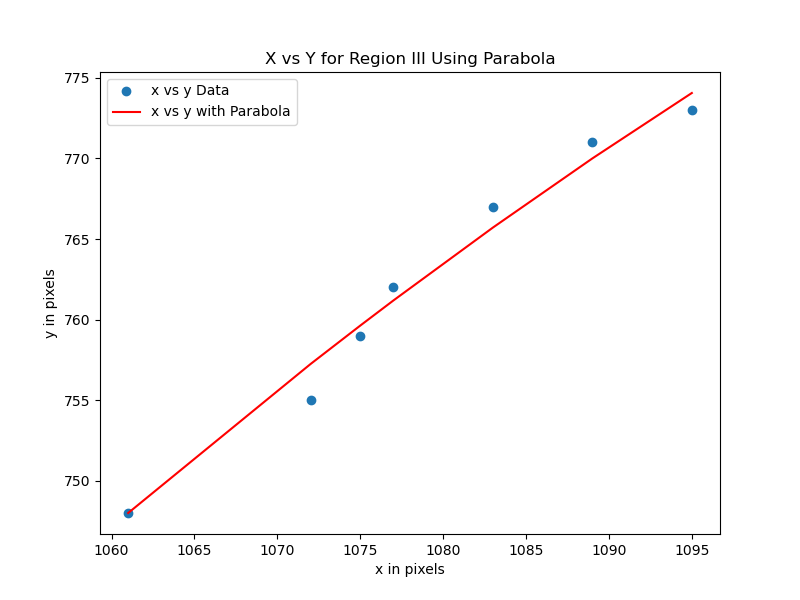 X vs Y for Region III Using Parabola
x vs y Data
x vs y with Parabola
775
770
765
760
755
750
y in pixels
1060 1065 1070 1075 1080 1085 1090 1095
x in pixels